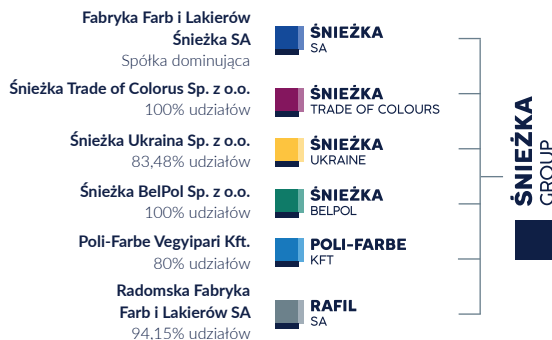 Fabryka Farb i Lakierów
Śnieżka SA
Spółka dominująca
ŚNIEŻKA
SA
Śnieżka Trade of Colorus Sp. z o.o.
100% udziałów
ŚNIEŻKA
TRADE OF COLOURS
Śnieżka Ukraina Sp. z o.o.
83,48% udziałów
ŚNIEŻKA
UKRAINE
Śnieżka BelPol Sp. z o.o.
100% udziałów
ŚNIEŻKA
BELPOL
Poli-Farbe Vegyipari Kft.
80% udziałów
POLI-FARBE
KFT
Radomska Fabryka
Farb i Lakierów SA
94,15% udziałów
RAFIL
SA
ŚNIEŻKA
GROUP